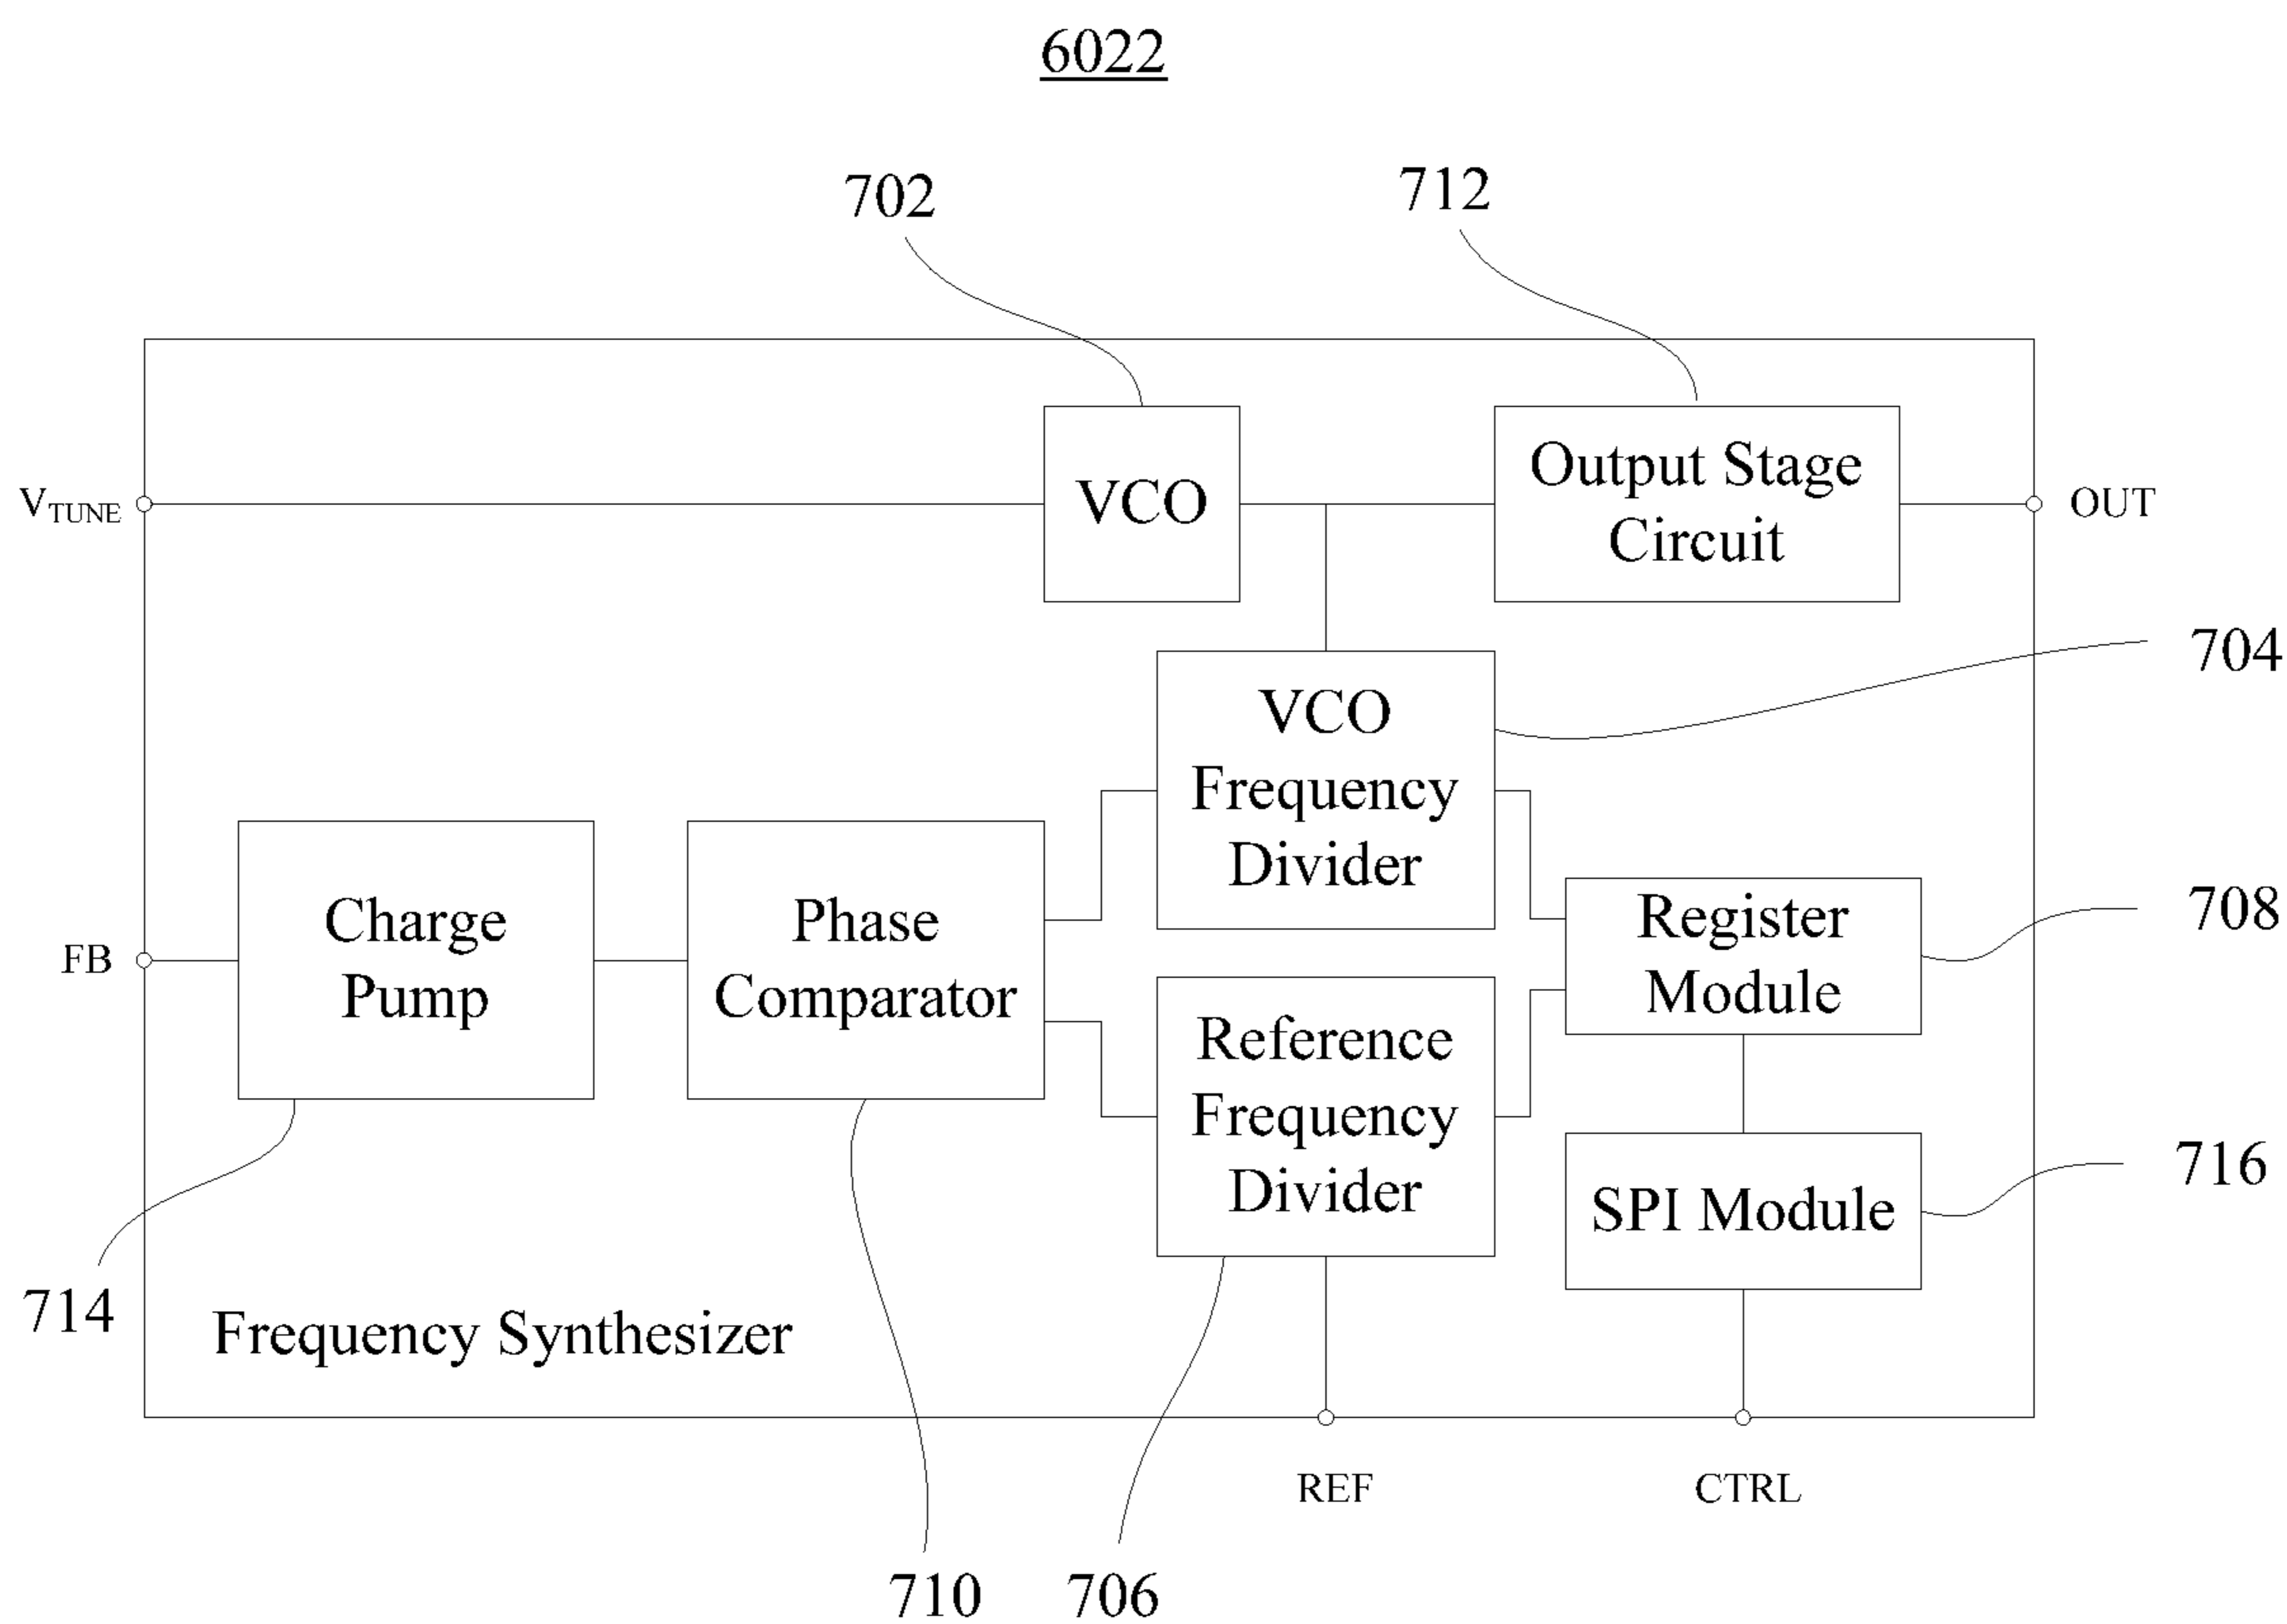 6022
702
712
VCO
Output Stage
Circuit
V_TUNE
OUT
704
VCO
Frequency
Divider
Charge
Pump
Phase
Comparator
Register
Module
708
FB
Reference
Frequency
Divider
SPI Module
716
714
Frequency Synthesizer
REF
CTRL
710
706